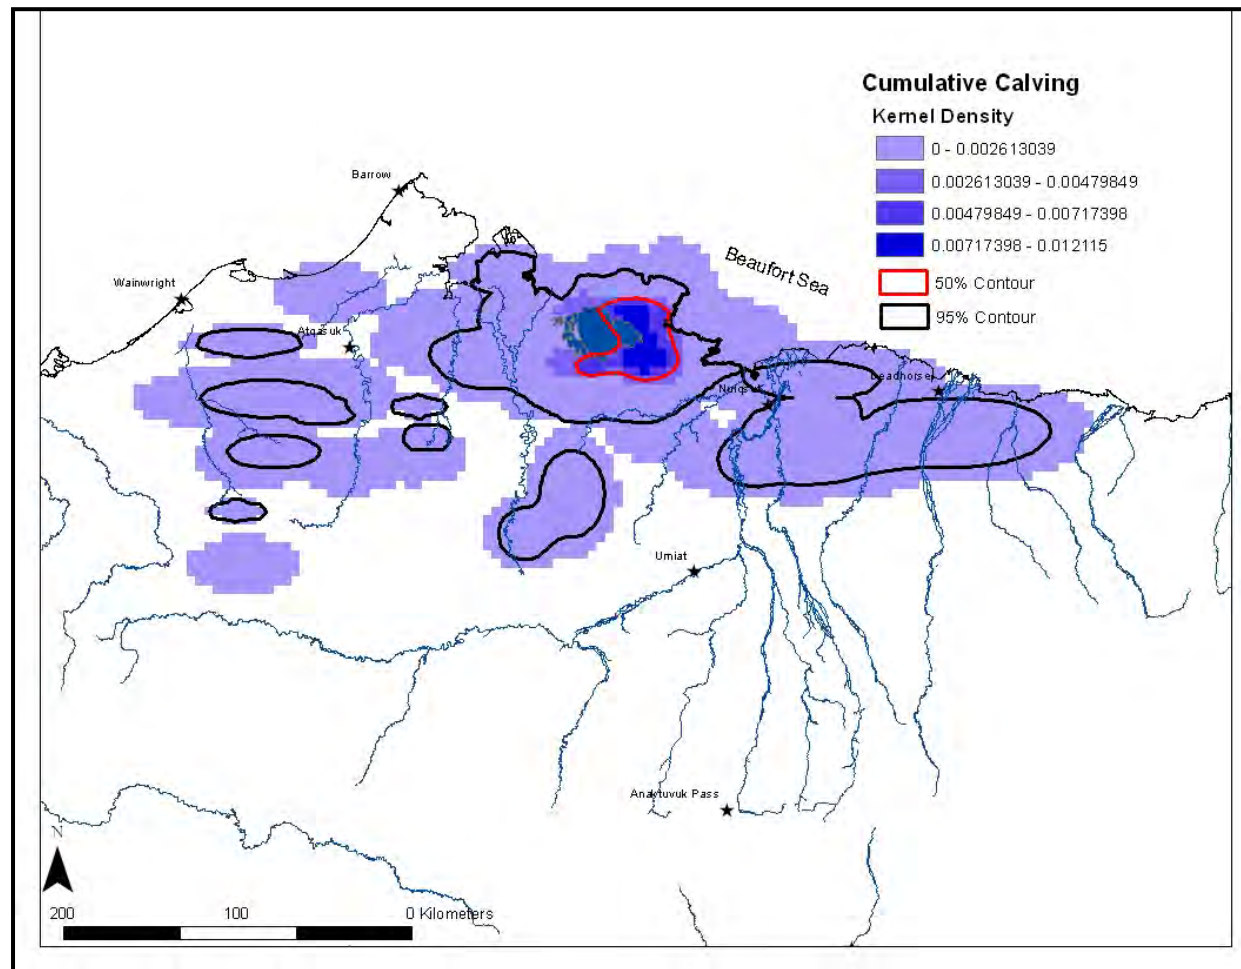 Cumulative Calving
Kernel Density
0 - 0.002613039
0.002613039 - 0.00479849
0.00479849 - 0.00717398
0.00717398 - 0.012115
50% Contour
95% Contour
Barrow
Beaufort Sea
Wainwright
Atqasuk
Deadhorse
Umiat
Anaktuvuk Pass
N
200 100 0 Kilometers